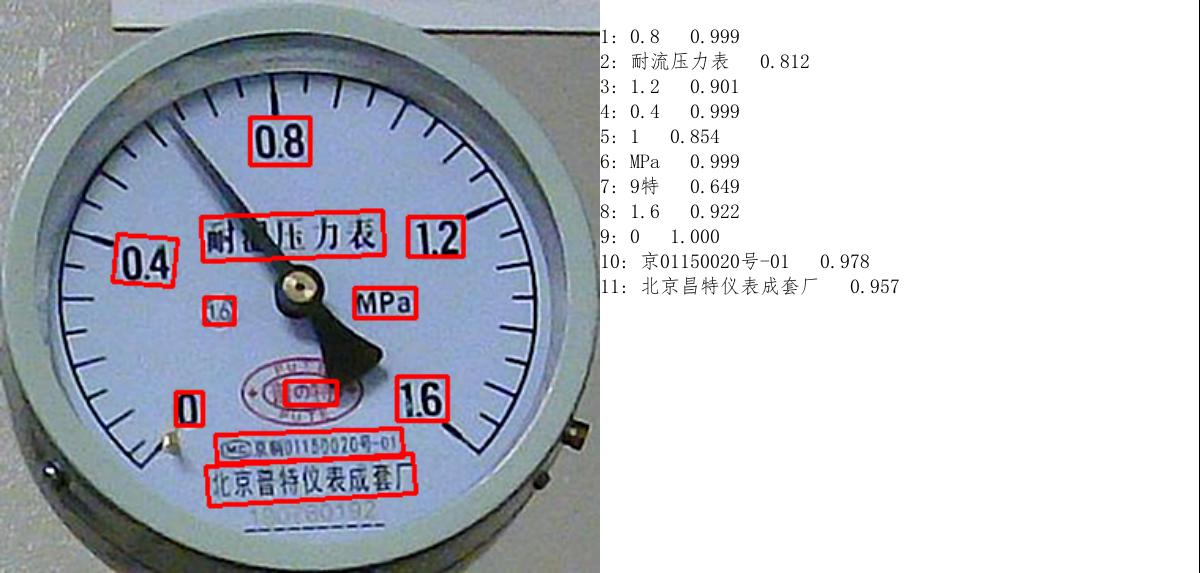 0.8
耐流压力表
1.2
0.4
1.6
MPa
0
1.6
京制01150020号-01
北京普特仪表成套厂
1: 0.8 0.999
2: 耐流压力表 0.812
3: 1.2 0.901
4: 0.4 0.999
5: 1 0.854
6: MPa 0.999
7: 9特 0.649
8: 1.6 0.922
9: 0 1.000
10: 京01150020号-01 0.978
11: 北京昌特仪表成套厂 0.957